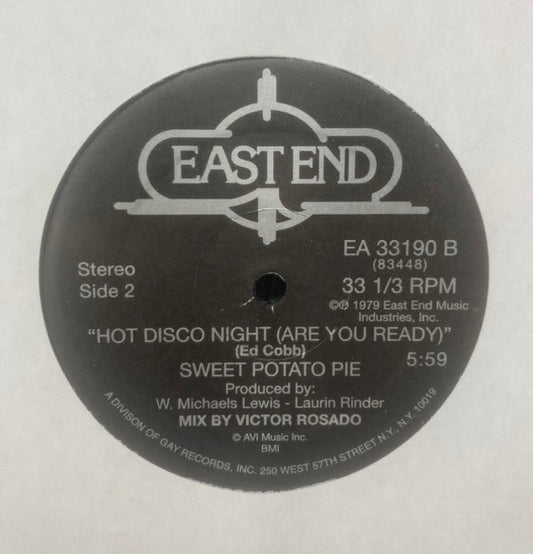 EAST END
EA 33190 B
(83448)
Stereo
Side 2
33 1/3 RPM
©℗ 1979 East End Music
Industries, Inc.
"HOT DISCO NIGHT (ARE YOU READY)"
(Ed Cobb)
5:59
SWEET POTATO PIE
Produced by:
W. Michaels Lewis - Laurin Rinder
MIX BY VICTOR ROSADO
© AVI Music Inc.
BMI
A DIVISION OF GAY RECORDS, INC. 250 WEST 57TH STREET N.Y., N.Y. 10019